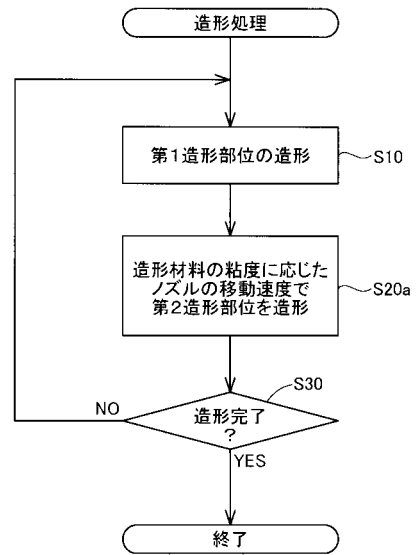 造形処理
第1造形部位の造形
S10
造形材料の粘度に応じた
ノズルの移動速度で
第2造形部位を造形
S20a
S30
造形完了
?
NO
YES
終了